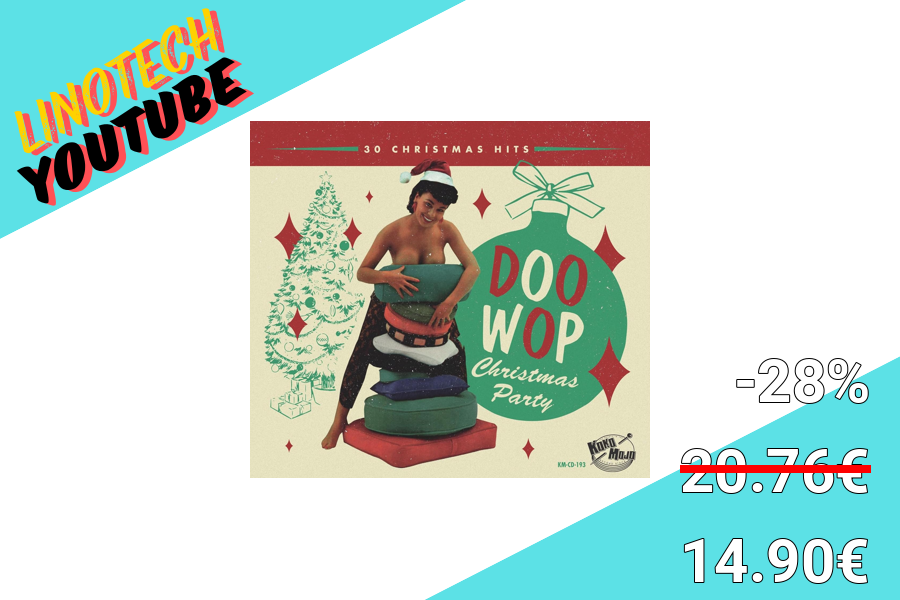 LINOTECH
YOUTUBE
30 CHRISTMAS HITS
DOO
WOP
Christmas
Party
KM-CD-193
KOKO
MOJO
-28%
20.76€
14.90€